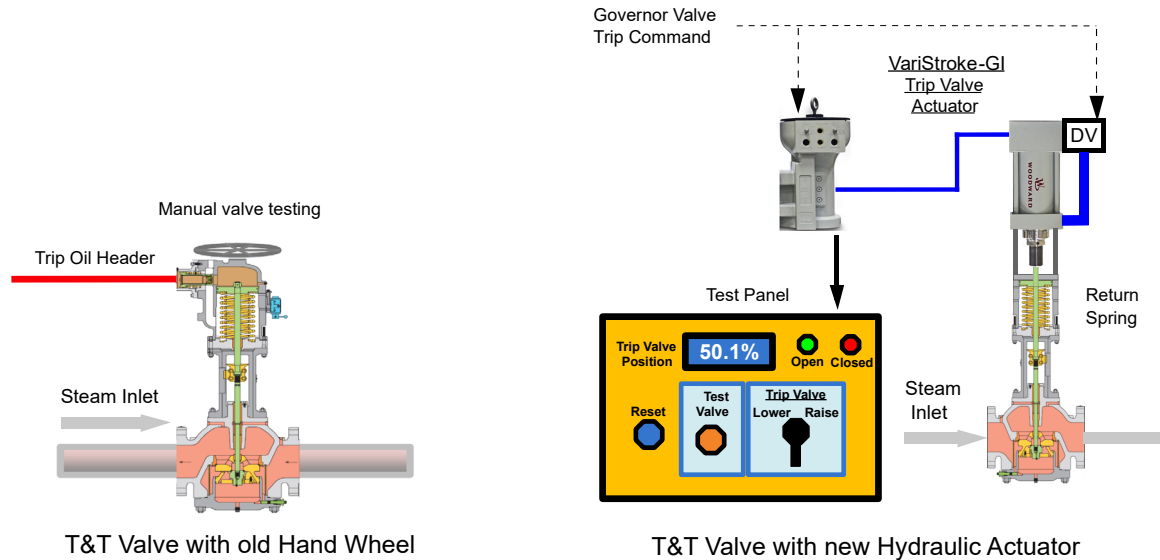 Manual valve testing
Trip Oil Header
Steam Inlet
T&T Valve with old Hand Wheel
Governor Valve
Trip Command
VariStroke-GI
Trip Valve
Actuator
DV
WOODWARD
Return
Spring
Test Panel
Trip Valve
Position
50.1%
Open
Closed
Reset
Test
Valve
Trip Valve
Lower Raise
Steam
Inlet
T&T Valve with new Hydraulic Actuator